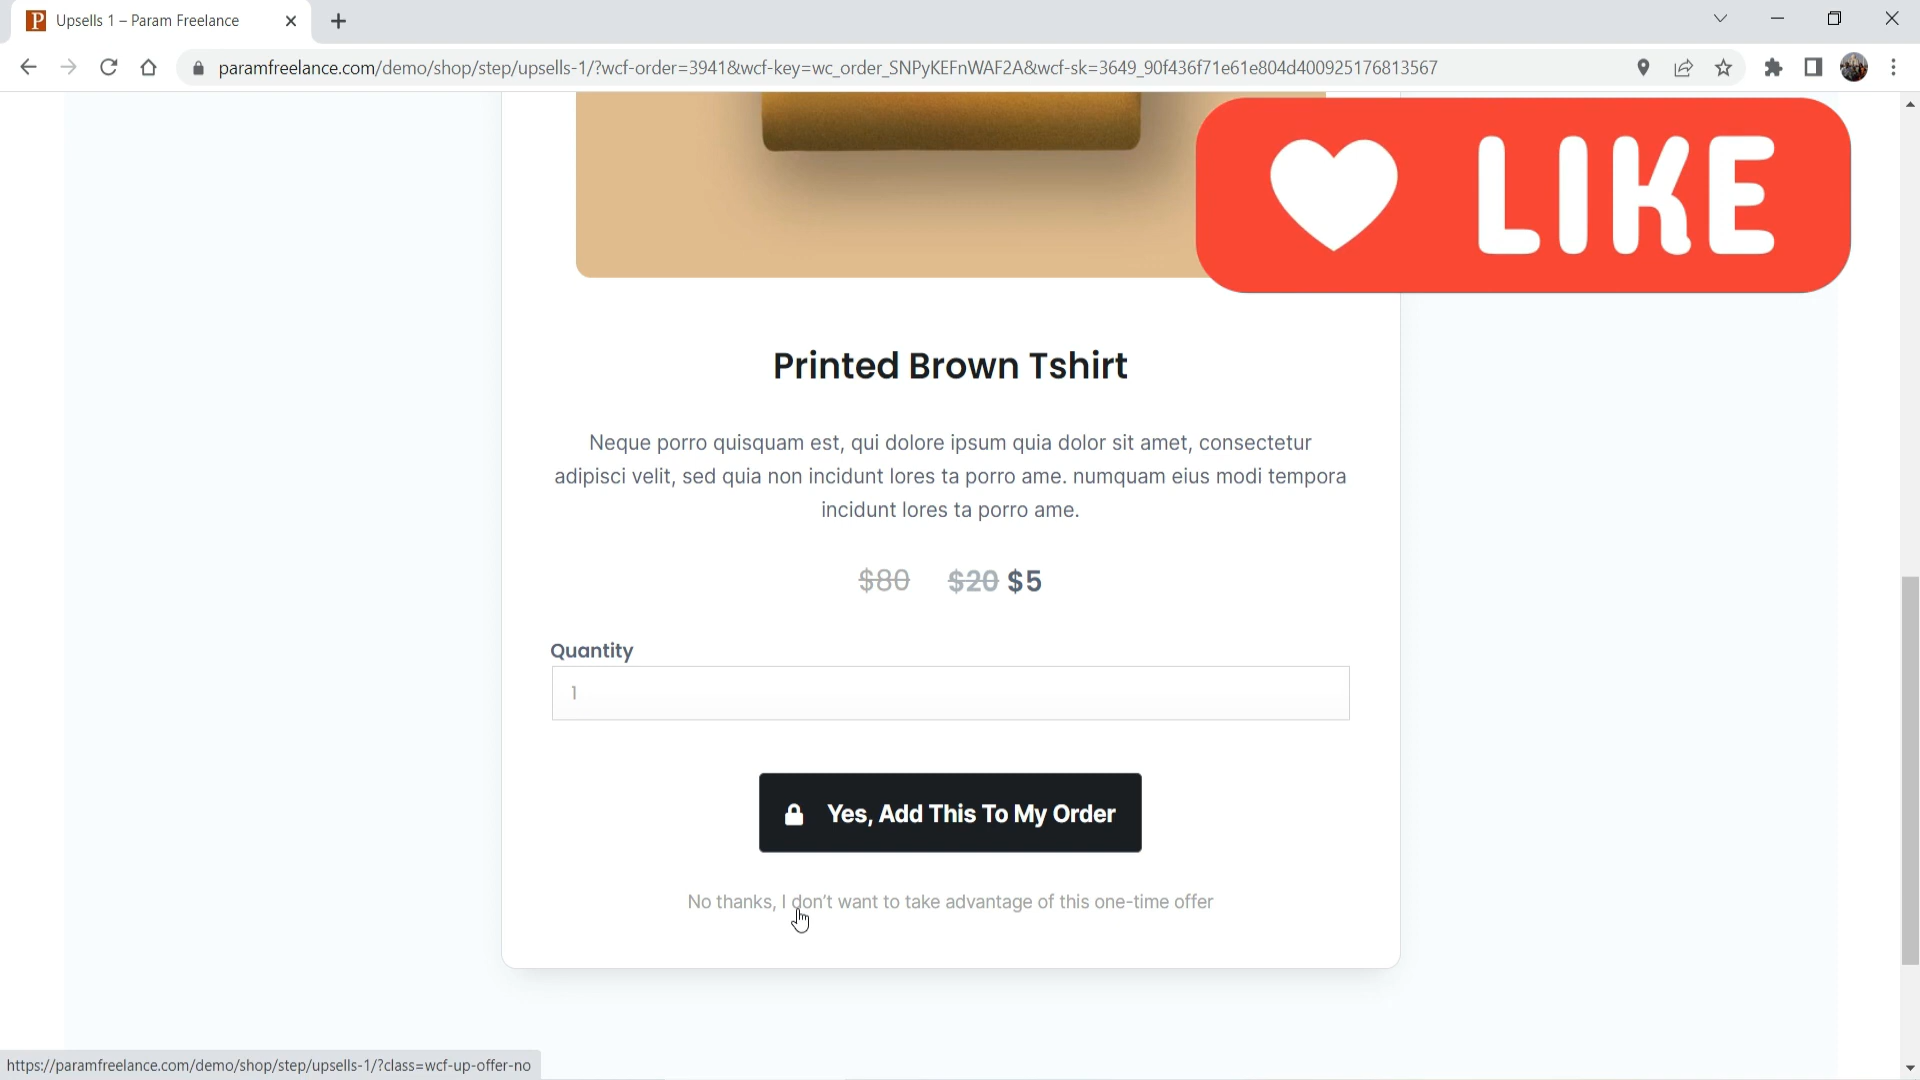 Upsells 1 – Param Freelance
paramfreelance.com/demo/shop/step/upsells-1/?wcf-order=3941&wcf-key=wc_order_SNPyKEFnWAF2A&wcf-sk=3649_90f436f71e61e804d400925176813567
LIKE
Printed Brown Tshirt
Neque porro quisquam est, qui dolore ipsum quia dolor sit amet, consectetur
adipisci velit, sed quia non incidunt lores ta porro ame. numquam eius modi tempora
incidunt lores ta porro ame.
$80 $20 $5
Quantity
1
Yes, Add This To My Order
No thanks, I don't want to take advantage of this one-time offer
https://paramfreelance.com/demo/shop/step/upsells-1/?class=wcf-up-offer-no